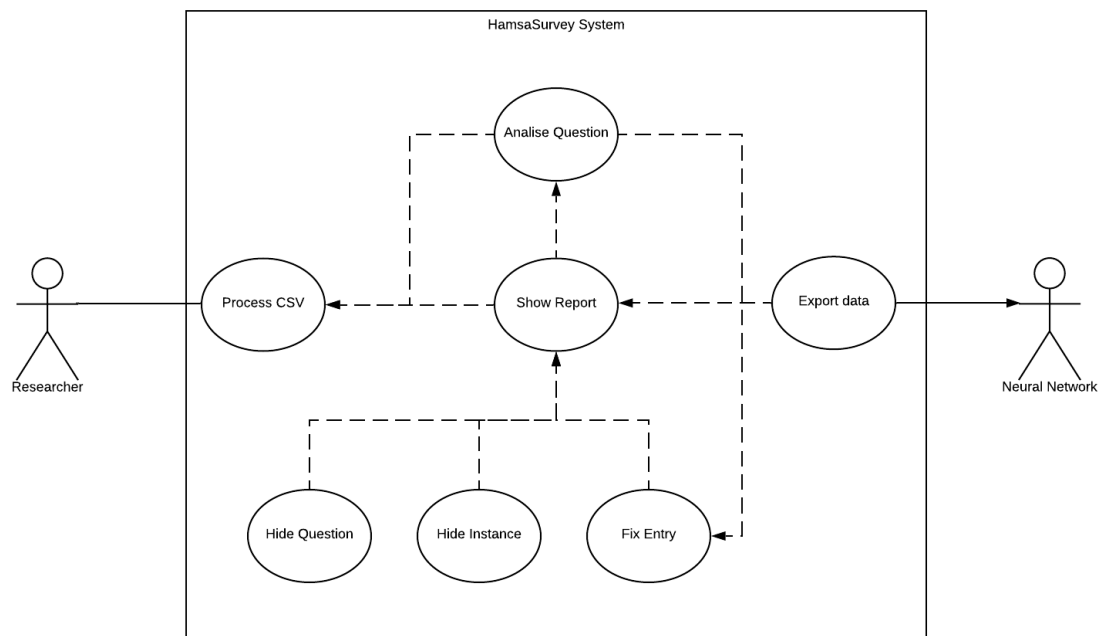 HamsaSurvey System
Analise Question
Process CSV
Show Report
Export data
Researcher
Neural Network
Hide Question
Hide Instance
Fix Entry